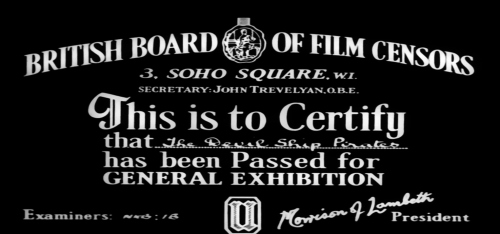 BRITISH BOARD OF FILM CENSORS
3, SOHO SQUARE, W.1.
SECRETARY: JOHN TREVELYAN, O.B.E.
This is to Certify
that The Devil Ship Pirates
has been Passed for
GENERAL EXHIBITION
Examiners:
U
Morrison of Lambeth
President